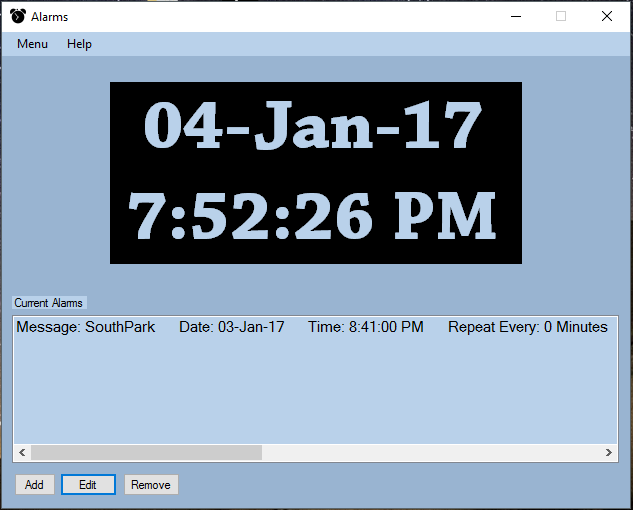 Alarms
Menu Help
04-Jan-17
7:52:26 PM
Current Alarms
Message: SouthPark Date: 03-Jan-17 Time: 8:41:00 PM Repeat Every: 0 Minutes
Add Edit Remove